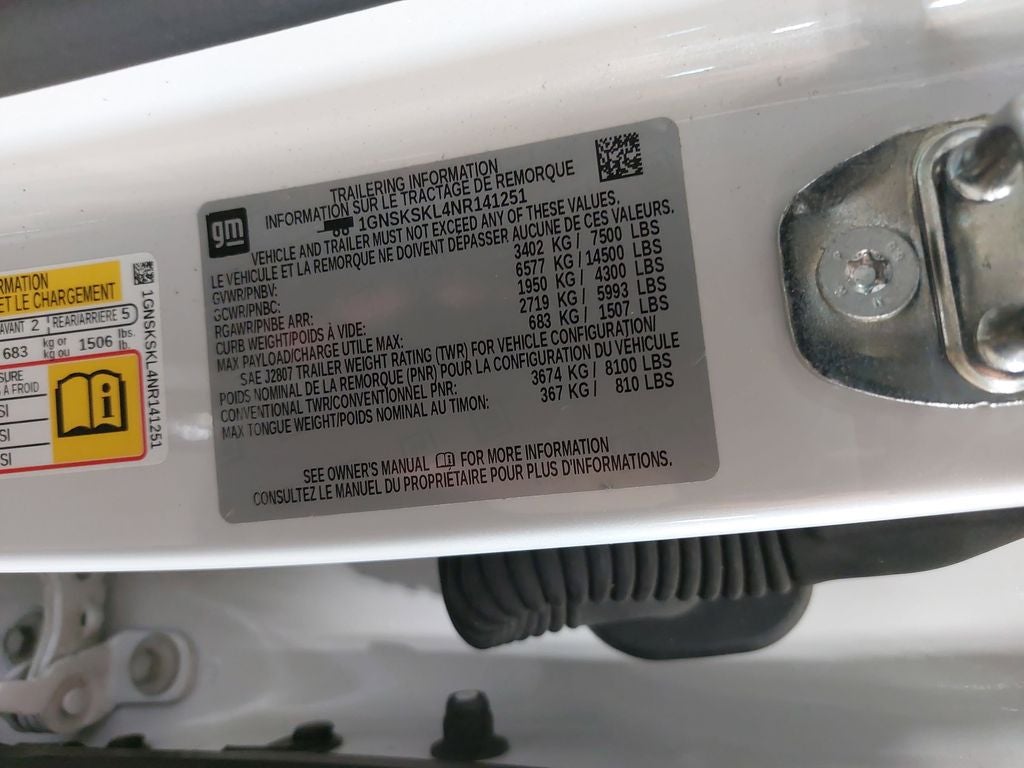 RMATION
ET LE CHARGEMENT
AVANT 2 REAR/ARRIERE 5
683 kg or kg ou 1506 lbs. lb.
SURE
À FROID
SI
SI
SI
1GNSKSKL4NR141251
gm
TRAILERING INFORMATION
INFORMATION SUR LE TRACTAGE DE REMORQUE
1GNSKSKL4NR141251
VEHICLE AND TRAILER MUST NOT EXCEED ANY OF THESE VALUES.
LE VEHICULE ET LA REMORQUE NE DOIVENT DÉPASSER AUCUNE DE CES VALEURS.
GVWR/PNBV: 3402 KG / 7500 LBS
GCWR/PNBC: 6577 KG / 14500 LBS
RGAWR/PNBE ARR: 1950 KG / 4300 LBS
CURB WEIGHT/POIDS À VIDE: 2719 KG / 5993 LBS
MAX PAYLOAD/CHARGE UTILE MAX: 683 KG / 1507 LBS
SAE J2807 TRAILER WEIGHT RATING (TWR) FOR VEHICLE CONFIGURATION/
POIDS NOMINAL DE LA REMORQUE (PNR) POUR LA CONFIGURATION DU VÉHICULE
CONVENTIONAL TWR/CONVENTIONNEL PNR: 3674 KG / 8100 LBS
MAX TONGUE WEIGHT/POIDS NOMINAL AU TIMON: 367 KG / 810 LBS
SEE OWNER'S MANUAL FOR MORE INFORMATION
CONSULTEZ LE MANUEL DU PROPRIÉTAIRE POUR PLUS D'INFORMATIONS.